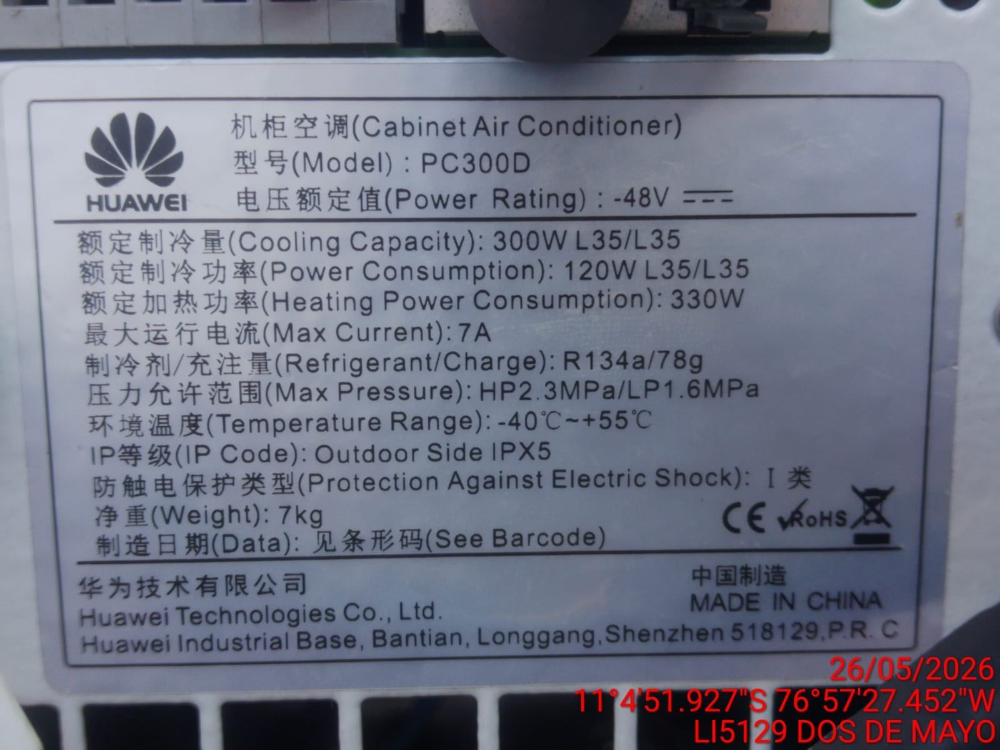 HUAWEI
机柜空调(Cabinet Air Conditioner)
型号(Model) : PC300D
电压额定值(Power Rating) : -48V
额定制冷量(Cooling Capacity): 300W L35/L35
额定制冷功率(Power Consumption): 120W L35/L35
额定加热功率(Heating Power Consumption): 330W
最大运行电流(Max Current): 7A
制冷剂/充注量(Refrigerant/Charge): R134a/78g
压力允许范围(Max Pressure): HP2.3MPa/LP1.6MPa
环境温度(Temperature Range): -40℃~+55℃
IP等级(IP Code): Outdoor Side IPX5
防触电保护类型(Protection Against Electric Shock): I 类
净重(Weight): 7kg
CE RoHS
制造日期(Data): 见条形码(See Barcode)
华为技术有限公司
中国制造
Huawei Technologies Co., Ltd.
MADE IN CHINA
Huawei Industrial Base, Bantian, Longgang,Shenzhen 518129,P.R. C
26/05/2026
11°4'51.927"S 76°57'27.452"W
LI5129 DOS DE MAYO